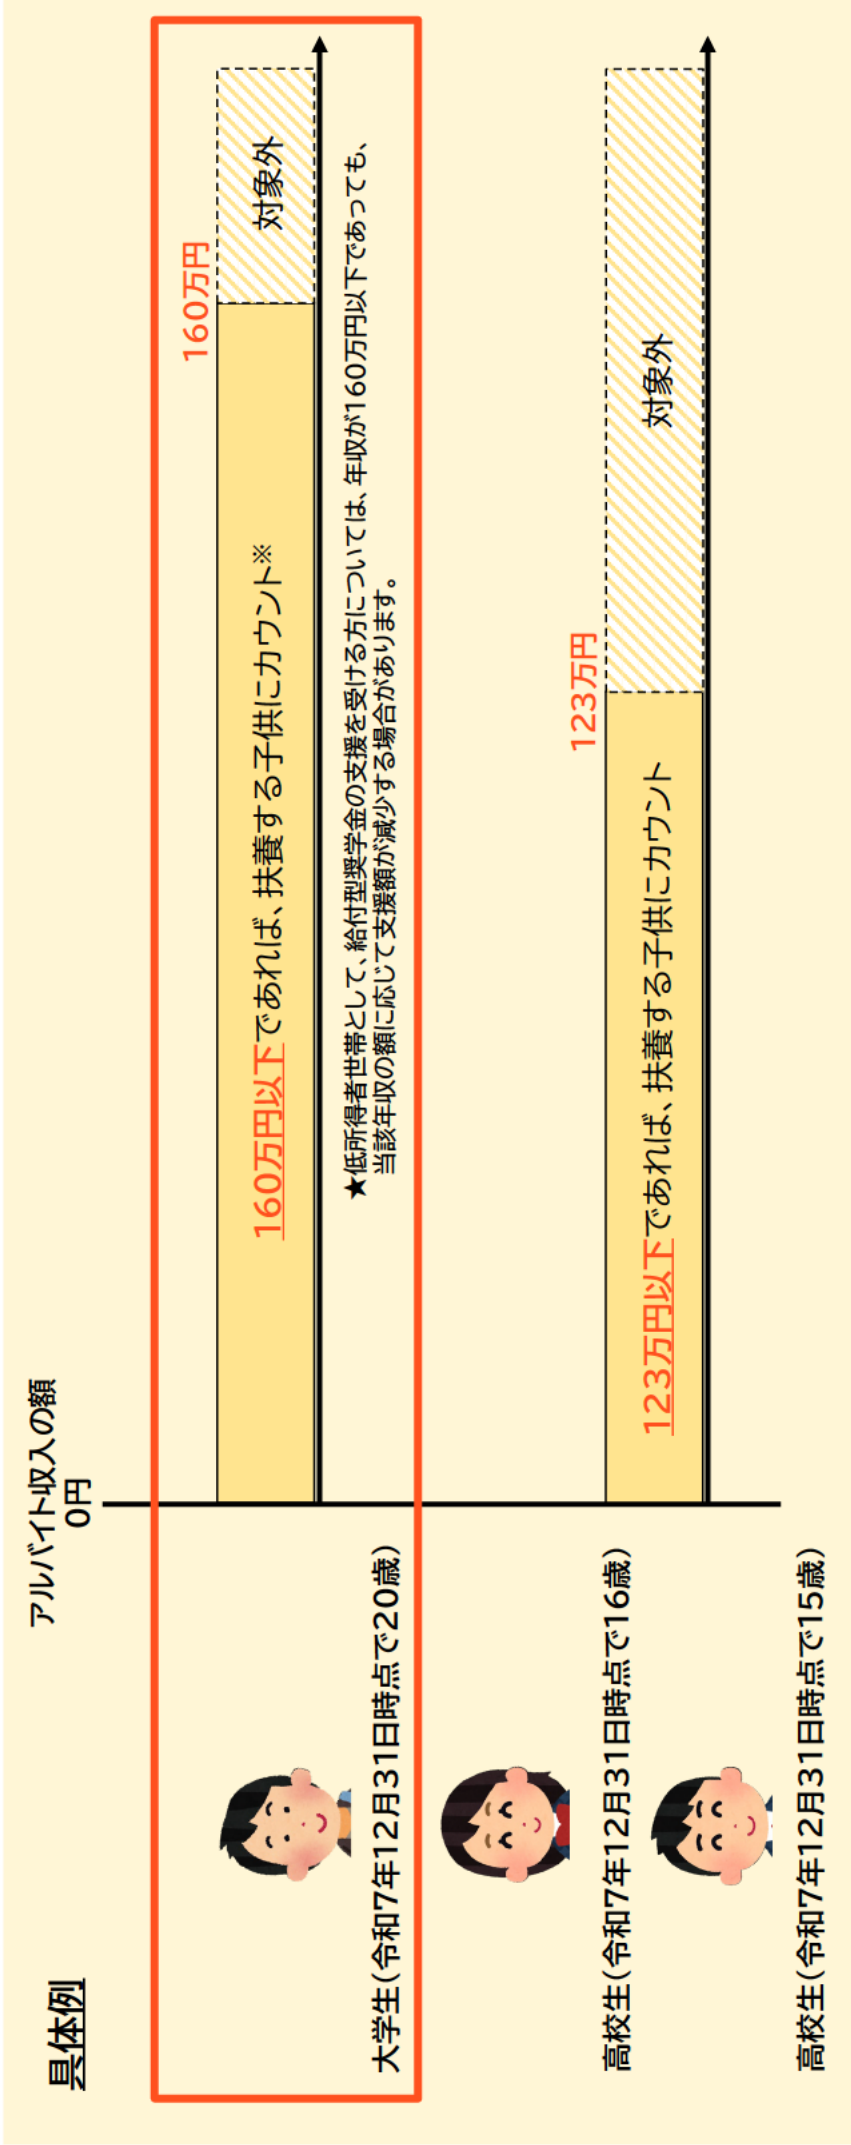 具体例
アルバイト収入の額
0円
160万円
160万円以下であれば、扶養する子供にカウント※
対象外
★低所得者世帯として、給付型奨学金の支援を受ける方については、年収が160万円以下であっても、
当該年収の額に応じて支援額が減少する場合があります。
大学生(令和7年12月31日時点で20歳)
123万円
123万円以下であれば、扶養する子供にカウント
対象外
高校生(令和7年12月31日時点で16歳)
高校生(令和7年12月31日時点で15歳)